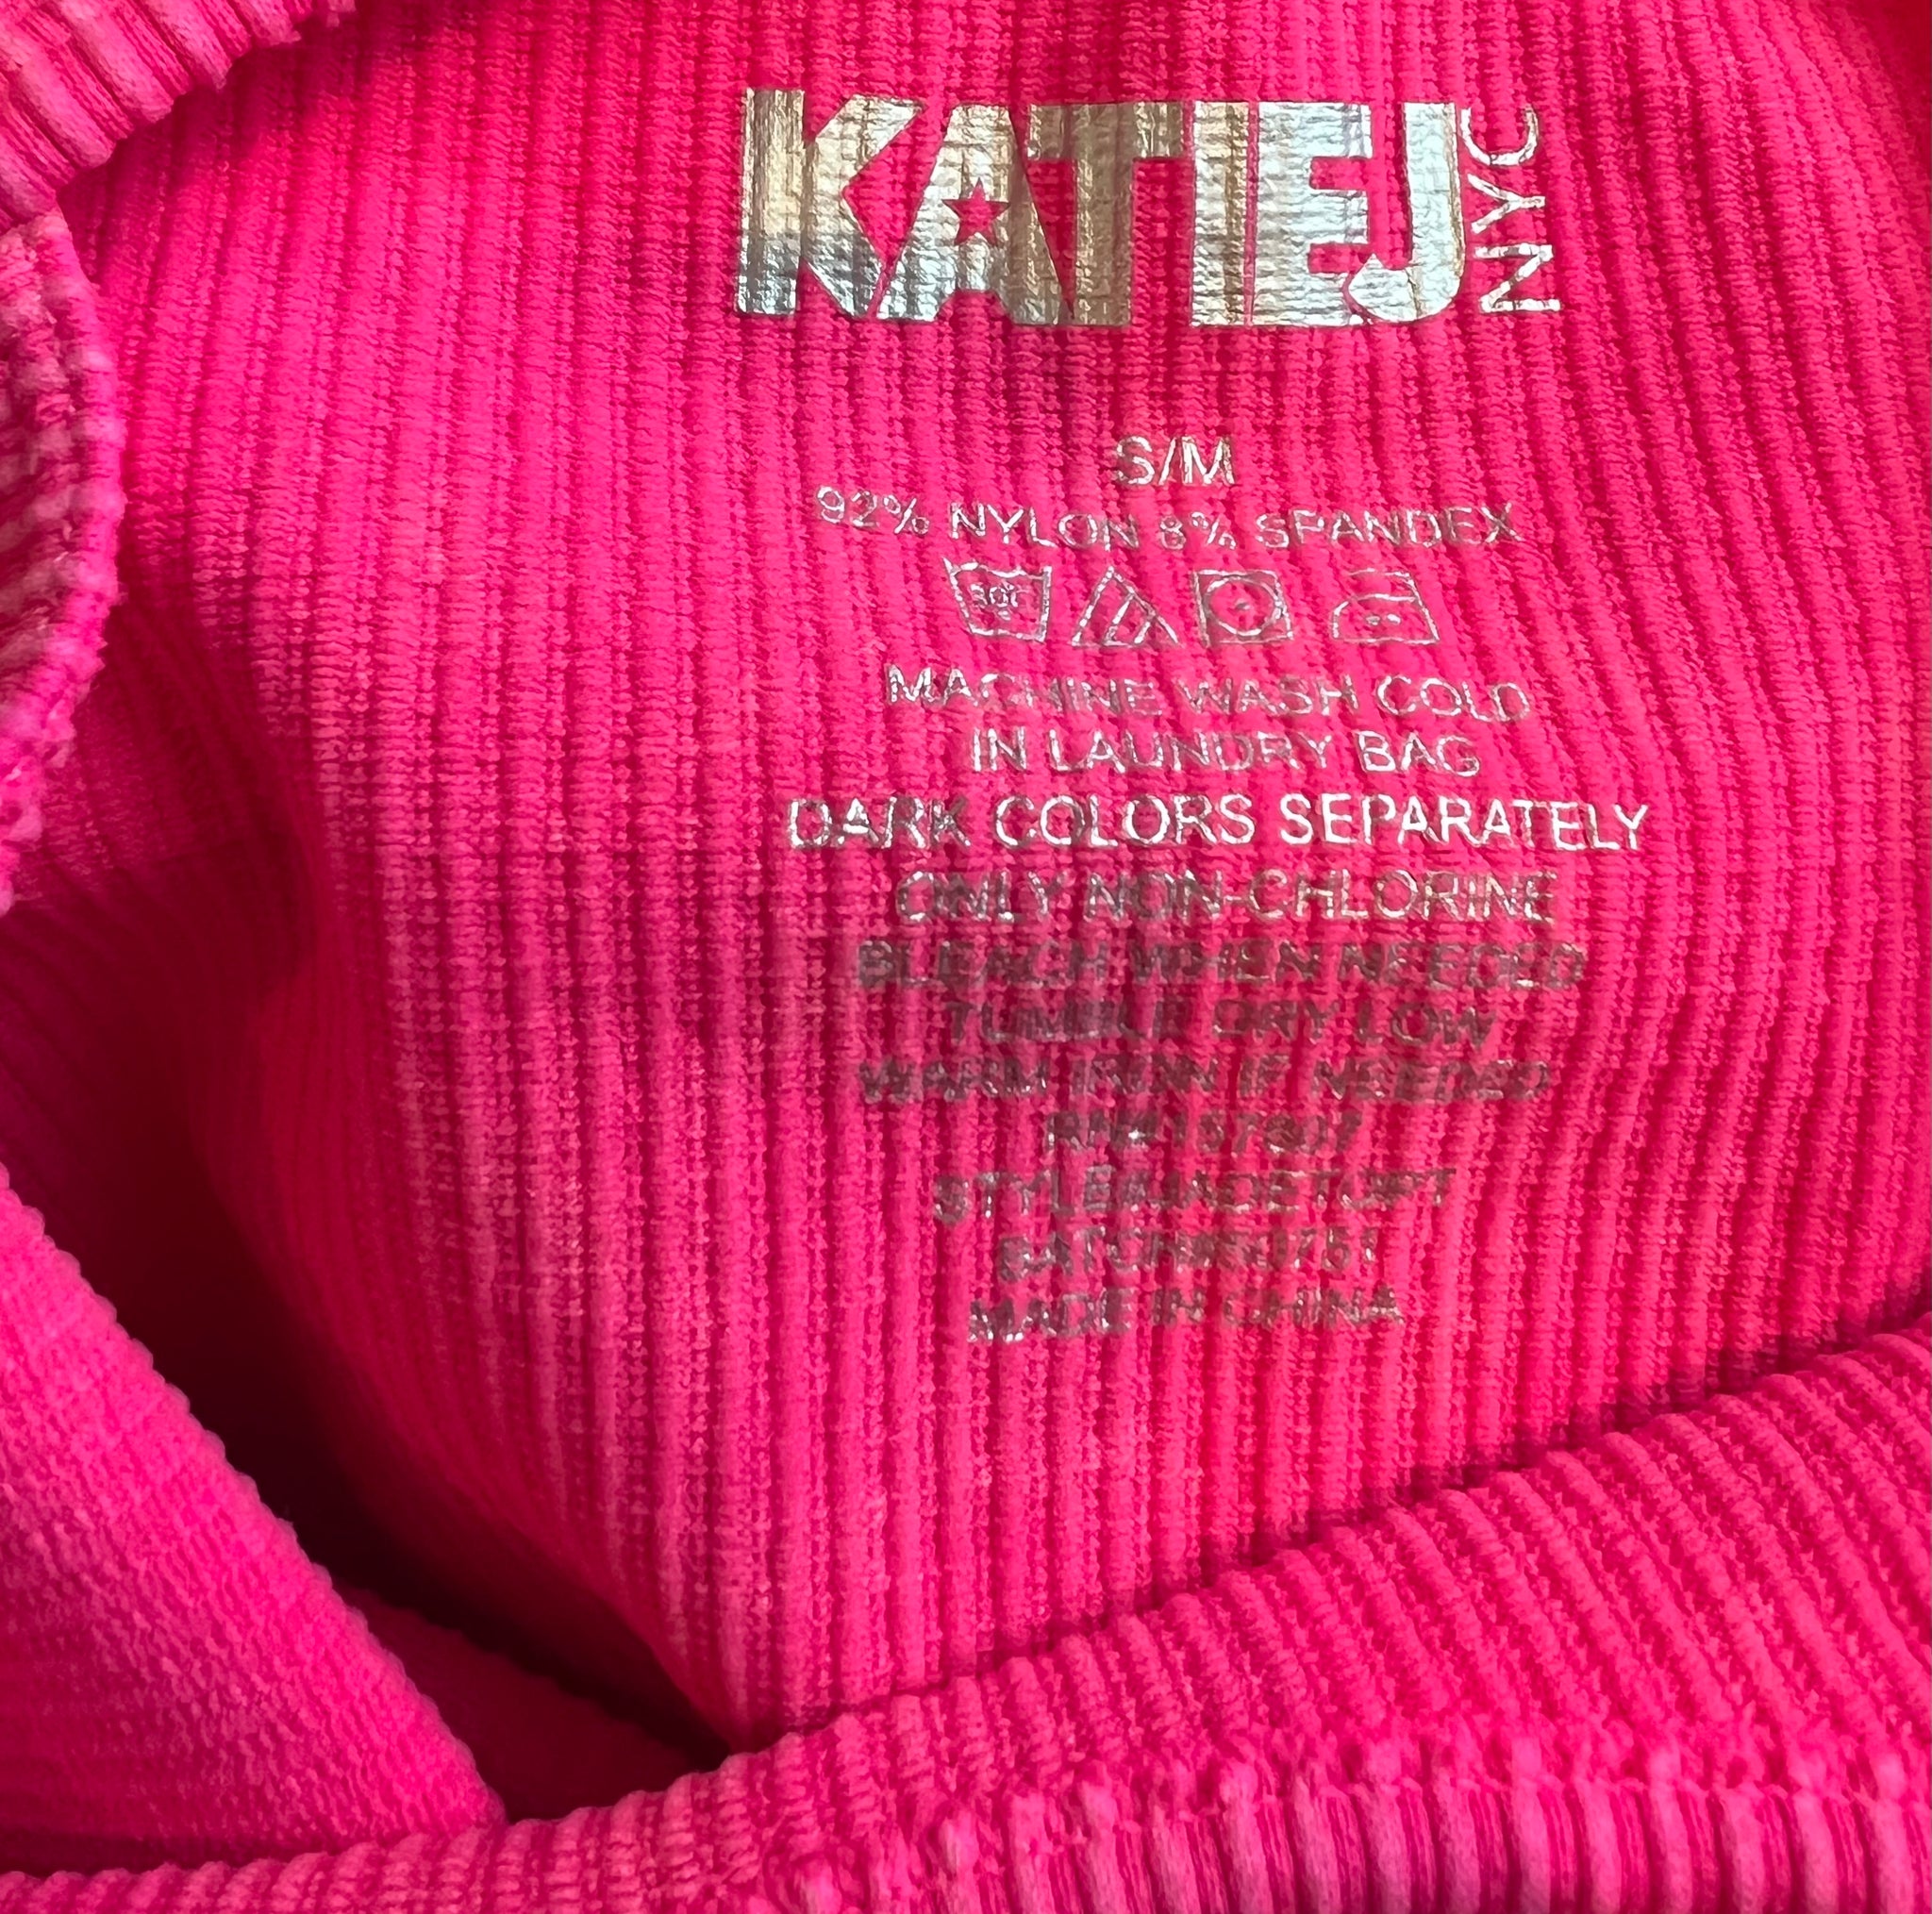 KATIEJ NYC
S/M
92% NYLON 8% SPANDEX
MACHINE WASH COLD
IN LAUNDRY BAG
DARK COLORS SEPARATELY
ONLY NON-CHLORINE
BLEACH WHEN NEEDED
TUMBLE DRY LOW
WARM IRON IF NEEDED
MADE IN CHINA